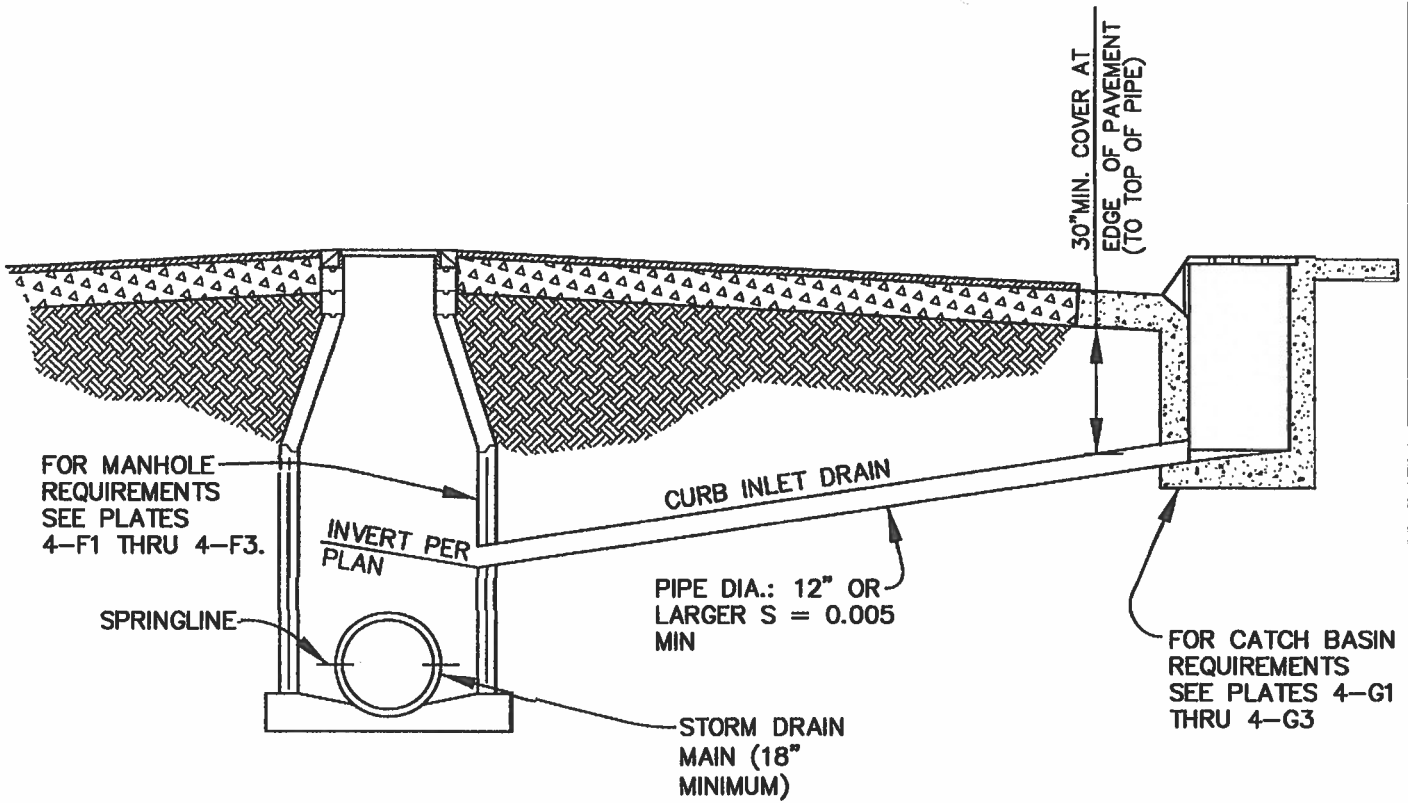 30"MIN. COVER AT
EDGE OF PAVEMENT
(TO TOP OF PIPE)
FOR MANHOLE
REQUIREMENTS
SEE PLATES
4-F1 THRU 4-F3.
CURB INLET DRAIN
INVERT PER
PLAN
PIPE DIA.: 12" OR
LARGER S = 0.005
MIN
SPRINGLINE
FOR CATCH BASIN
REQUIREMENTS
SEE PLATES 4-G1
THRU 4-G3
STORM DRAIN
MAIN (18"
MINIMUM)